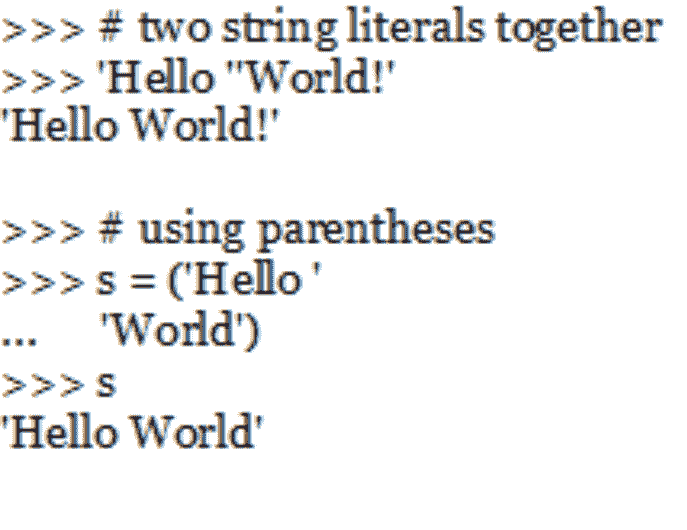 >>> # two string literals together
>>> 'Hello ''World!'
'Hello World!'
>>> # using parentheses
>>> s = ('Hello '
...     'World')
>>> s
'Hello World'